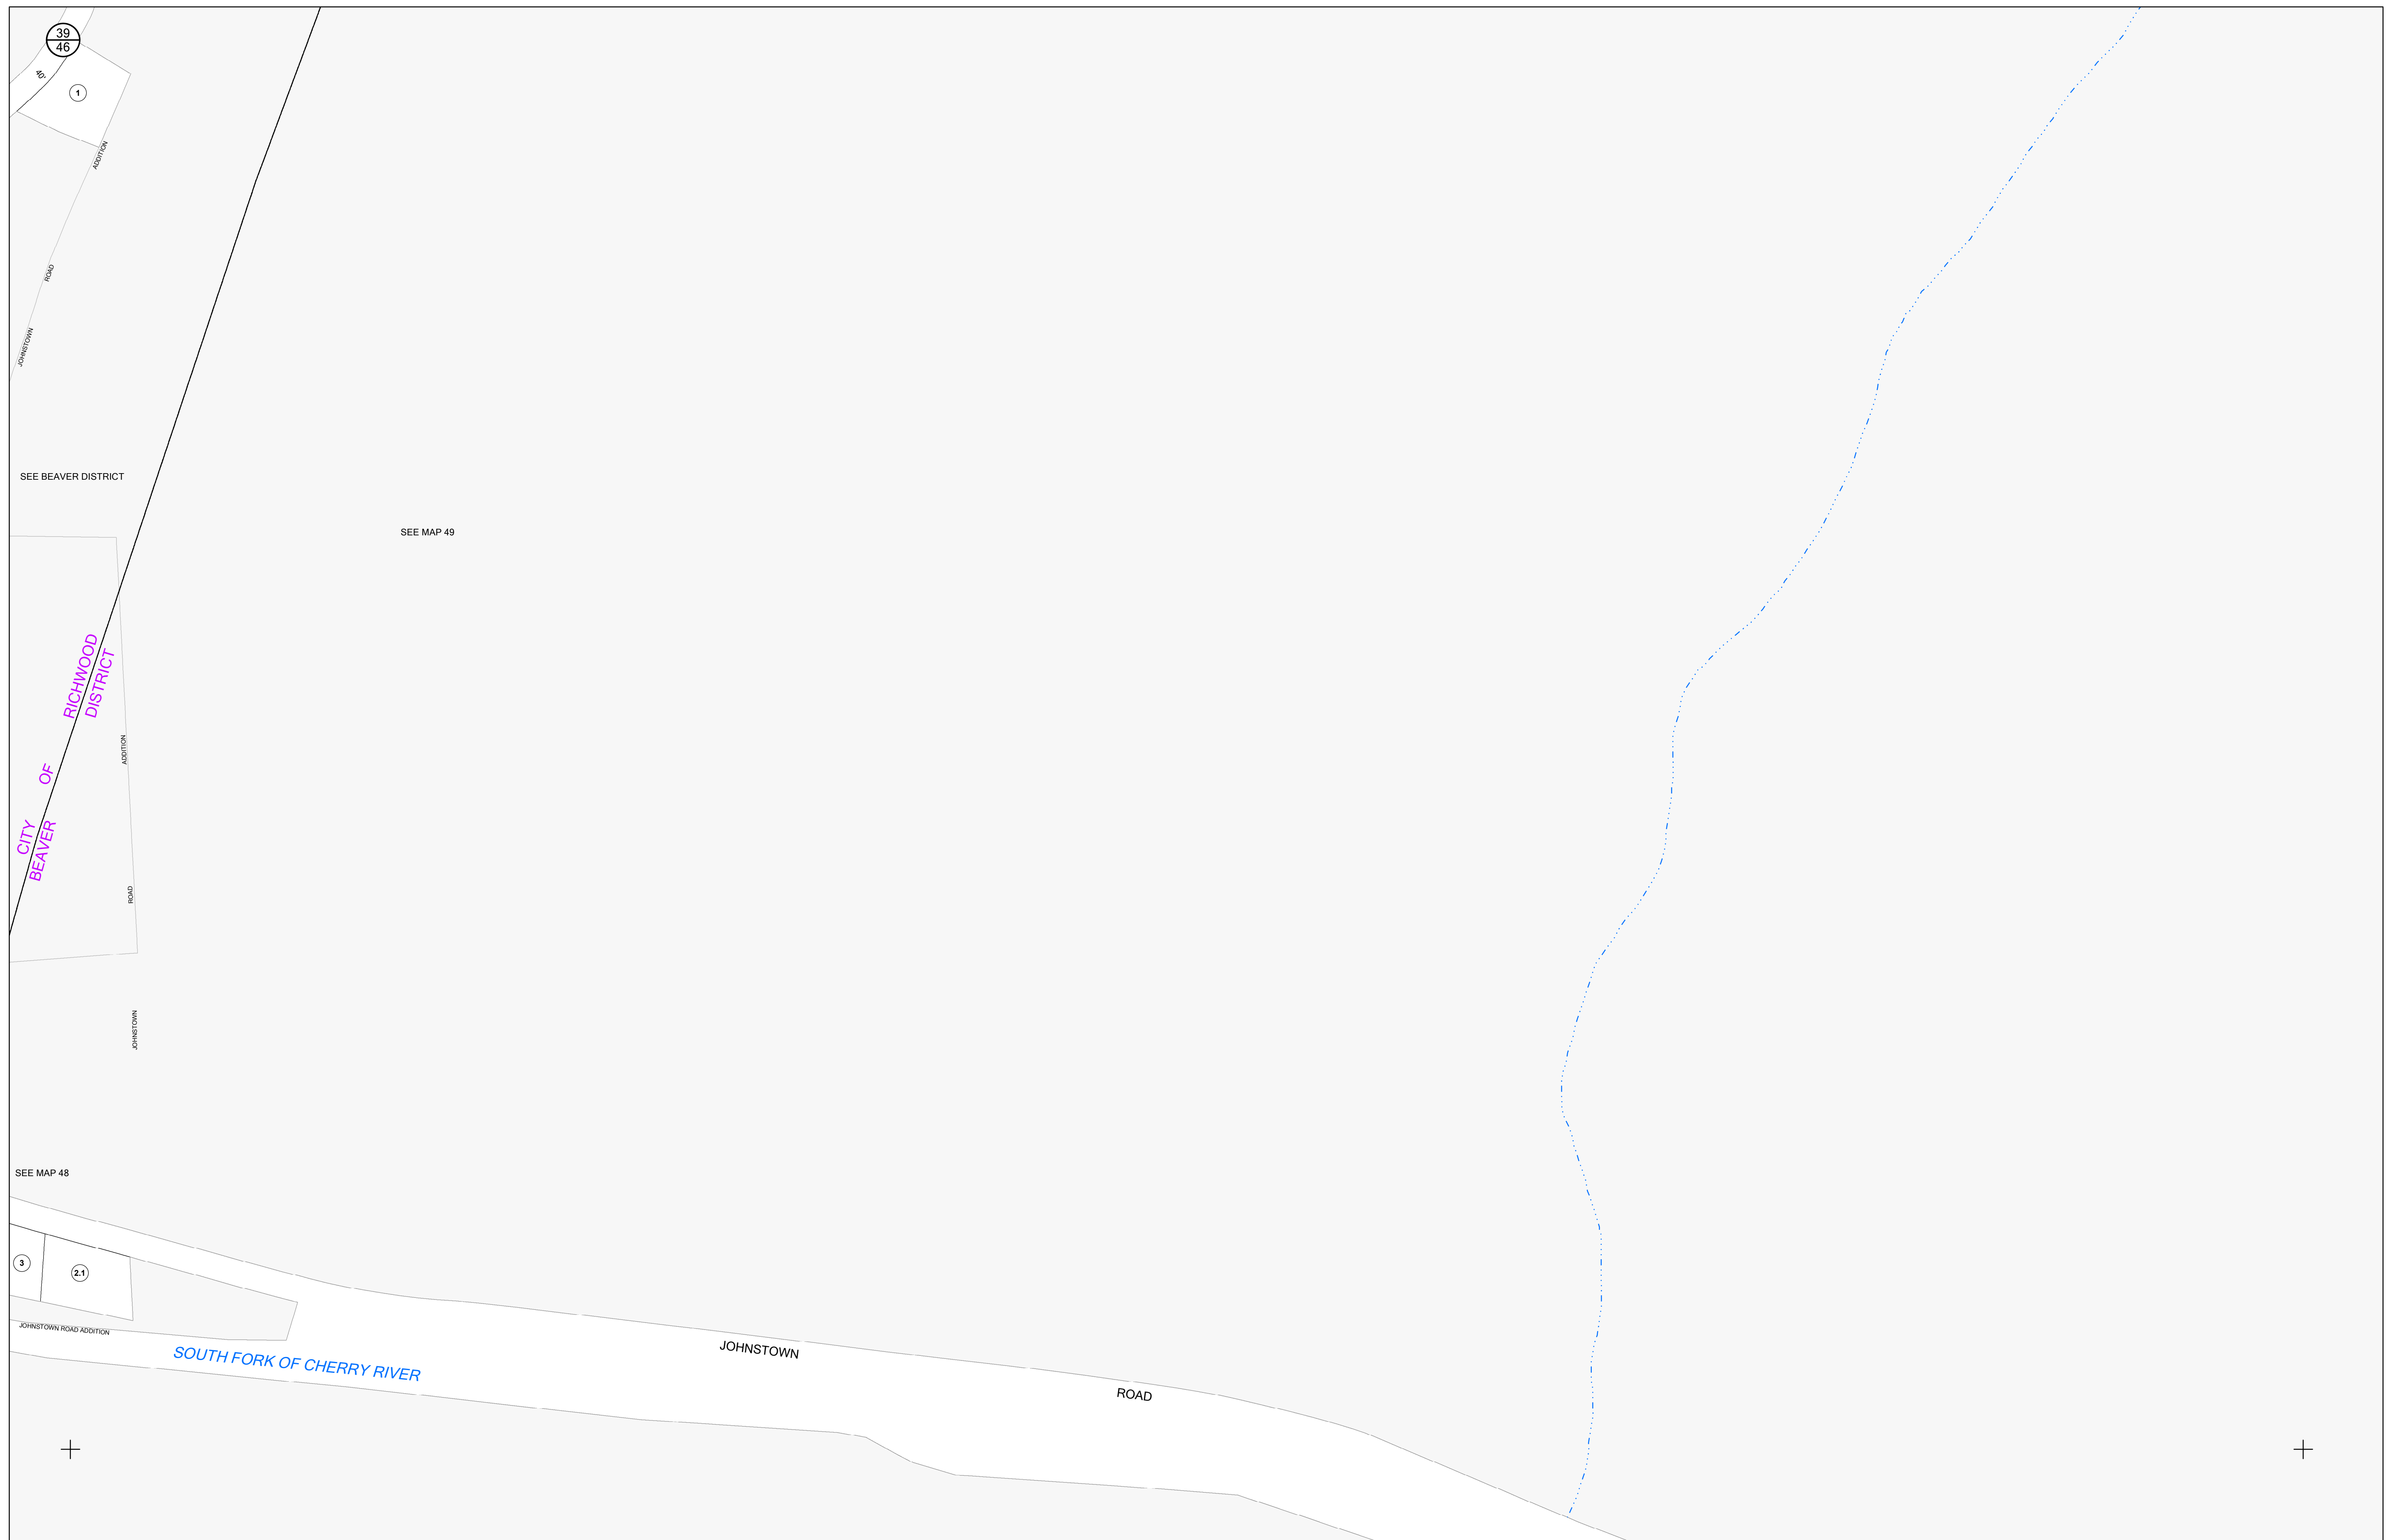 39
46
40'
1
ADDITION
ROAD
JOHNSTOWN
SEE BEAVER DISTRICT
SEE MAP 49
CITY OF RICHWOOD
BEAVER DISTRICT
ADDITION
ROAD
JOHNSTOWN
SEE MAP 48
3
2.1
JOHNSTOWN ROAD ADDITION
SOUTH FORK OF CHERRY RIVER
JOHNSTOWN ROAD